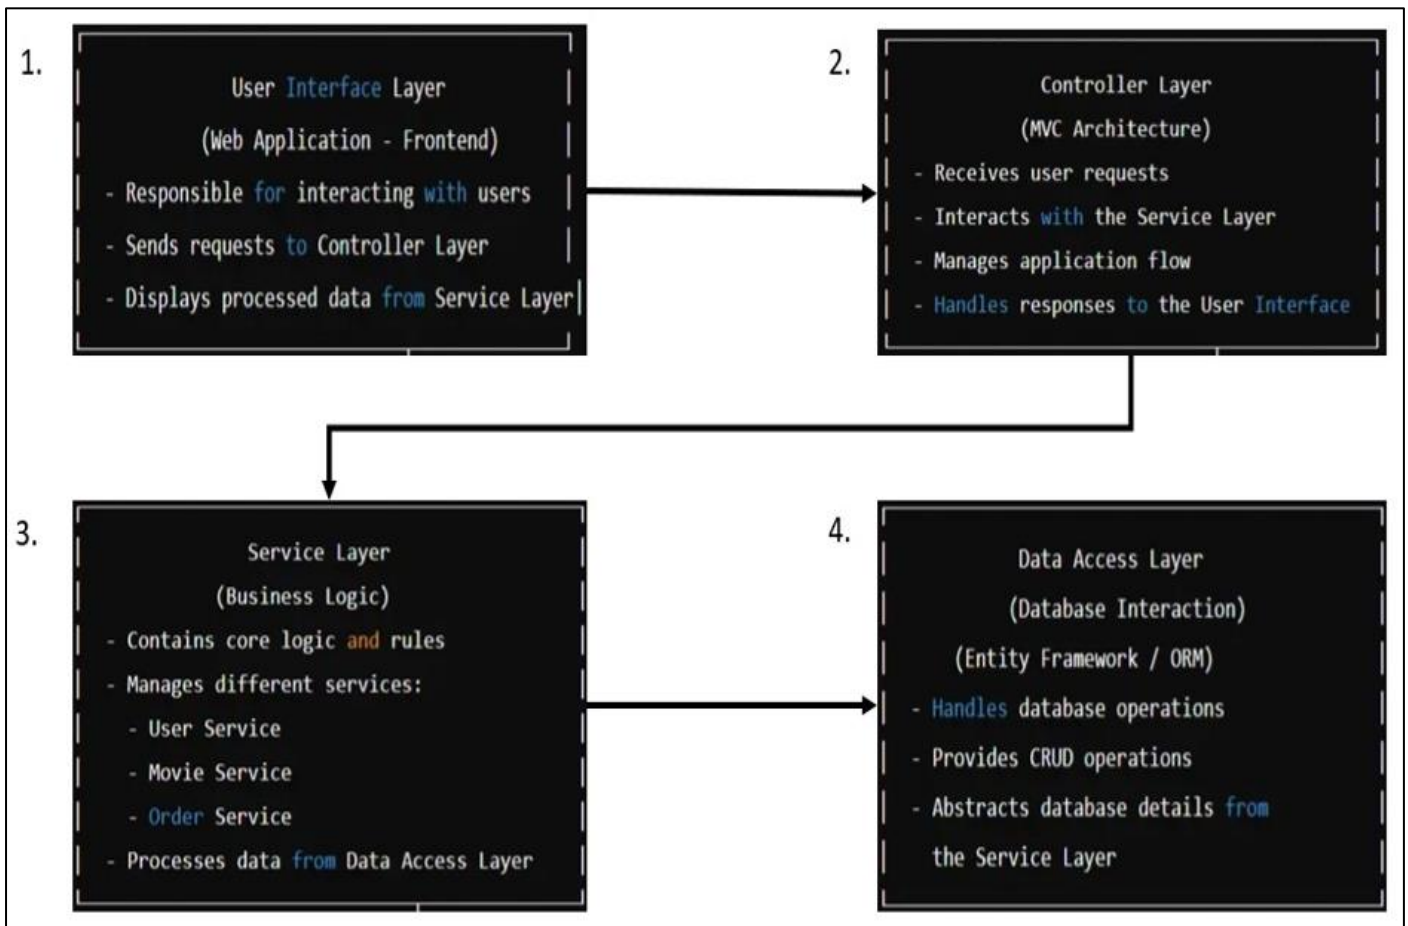 1.
User Interface Layer
(Web Application - Frontend)
- Responsible for interacting with users
- Sends requests to Controller Layer
- Displays processed data from Service Layer
2.
Controller Layer
(MVC Architecture)
- Receives user requests
- Interacts with the Service Layer
- Manages application flow
- Handles responses to the User Interface
3.
Service Layer
(Business Logic)
- Contains core logic and rules
- Manages different services:
- User Service
- Movie Service
- Order Service
- Processes data from Data Access Layer
4.
Data Access Layer
(Database Interaction)
(Entity Framework / ORM)
- Handles database operations
- Provides CRUD operations
- Abstracts database details from
the Service Layer